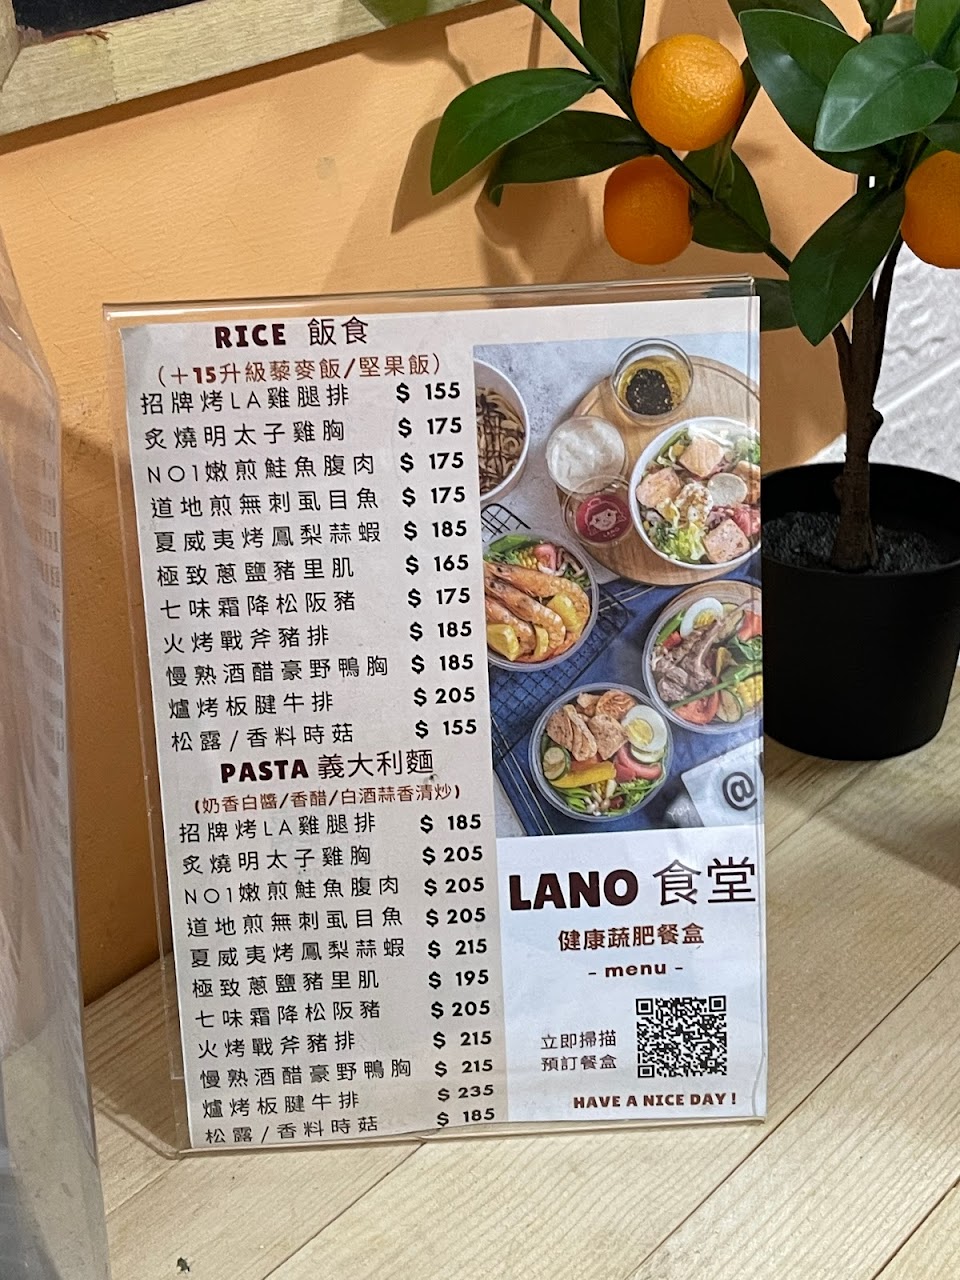 RICE 飯食
(＋15升級藜麥飯/堅果飯)
招牌烤LA雞腿排 $ 155
炙燒明太子雞胸 $ 175
NO1嫩煎鮭魚腹肉 $ 175
道地煎無刺虱目魚 $ 175
夏威夷烤鳳梨蒜蝦 $ 185
極致蔥鹽豬里肌 $ 165
七味霜降松阪豬 $ 175
火烤戰斧豬排 $ 185
慢熟酒醋豪野鴨胸 $ 185
爐烤板腱牛排 $ 205
松露/香料時菇 $ 155
PASTA 義大利麵
(奶香白醬/香醋/白酒蒜香清炒)
招牌烤LA雞腿排 $ 185
炙燒明太子雞胸 $ 205
NO1嫩煎鮭魚腹肉 $ 205
道地煎無刺虱目魚 $ 205
夏威夷烤鳳梨蒜蝦 $ 215
極致蔥鹽豬里肌 $ 195
七味霜降松阪豬 $ 205
火烤戰斧豬排 $ 215
慢熟酒醋豪野鴨胸 $ 215
爐烤板腱牛排 $ 235
松露/香料時菇 $ 185
@
LANO 食堂
健康蔬肥餐盒
- menu -
立即掃描
預訂餐盒
HAVE A NICE DAY !